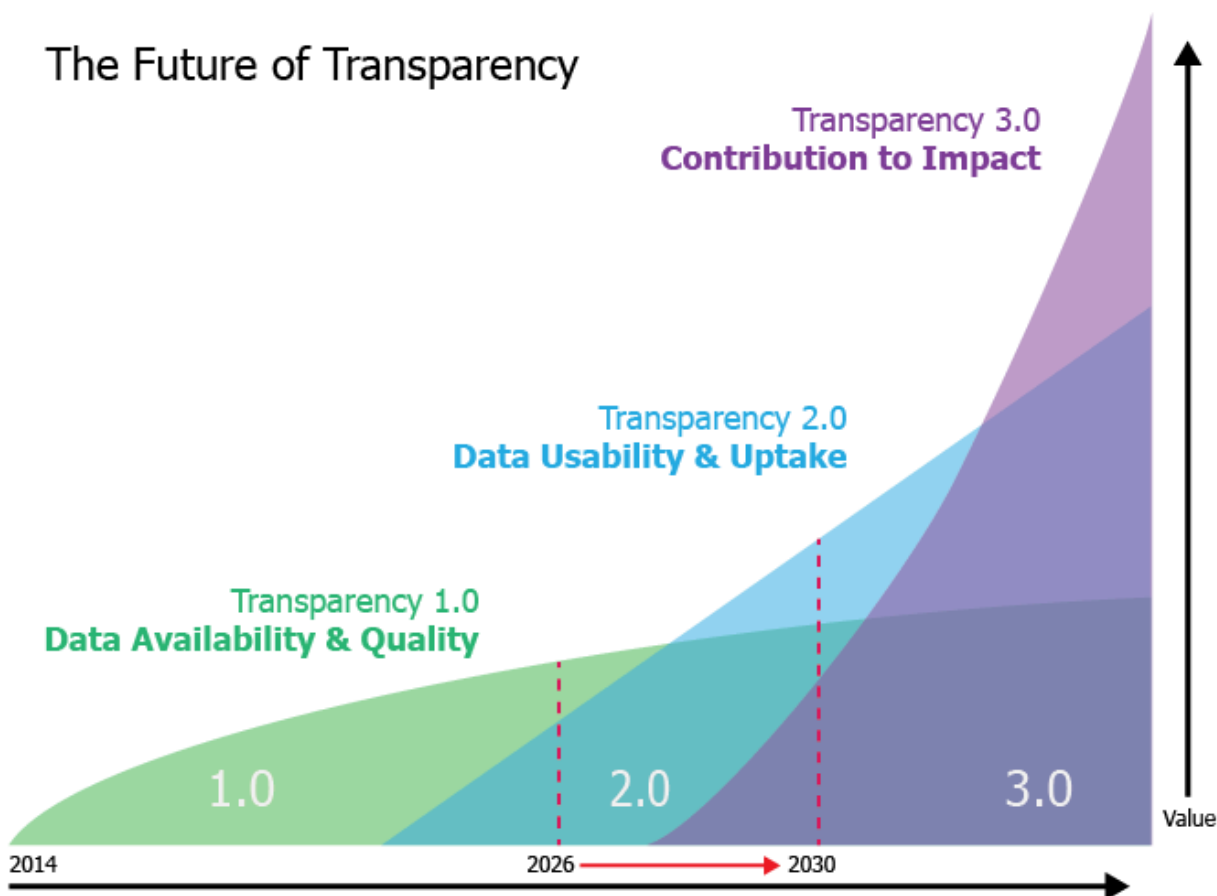 The Future of Transparency
Transparency 3.0
Contribution to Impact
Transparency 2.0
Data Usability & Uptake
Transparency 1.0
Data Availability & Quality
1.0
2.0
3.0
Value
2014
2026
2030